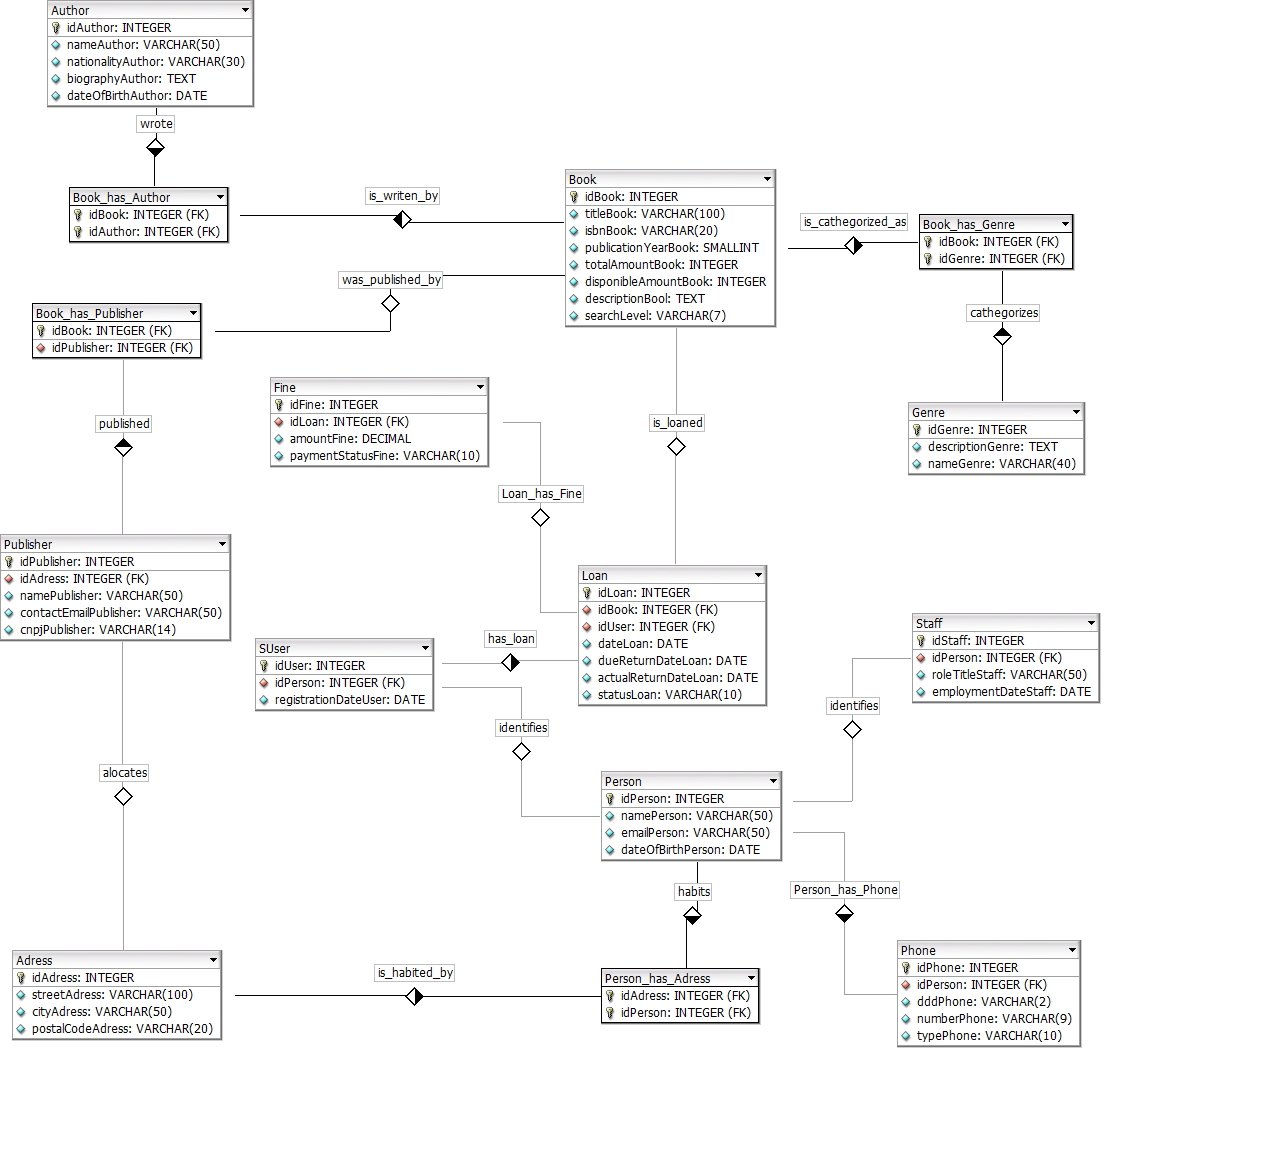 Author
idAuthor: INTEGER
nameAuthor: VARCHAR(50)
nationalityAuthor: VARCHAR(30)
biographyAuthor: TEXT
dateOfBirthAuthor: DATE
wrote
Book_has_Author
idBook: INTEGER (FK)
idAuthor: INTEGER (FK)
is_writen_by
Book
idBook: INTEGER
titleBook: VARCHAR(100)
isbnBook: VARCHAR(20)
publicationYearBook: SMALLINT
totalAmountBook: INTEGER
disponibleAmountBook: INTEGER
descriptionBool: TEXT
searchLevel: VARCHAR(7)
is_cathegorized_as
Book_has_Genre
idBook: INTEGER (FK)
idGenre: INTEGER (FK)
was_published_by
Book_has_Publisher
idBook: INTEGER (FK)
idPublisher: INTEGER (FK)
cathegorizes
Fine
idFine: INTEGER
idLoan: INTEGER (FK)
amountFine: DECIMAL
paymentStatusFine: VARCHAR(10)
Genre
idGenre: INTEGER
descriptionGenre: TEXT
nameGenre: VARCHAR(40)
published
is_loaned
Loan_has_Fine
Publisher
idPublisher: INTEGER
idAdress: INTEGER (FK)
namePublisher: VARCHAR(50)
contactEmailPublisher: VARCHAR(50)
cnpjPublisher: VARCHAR(14)
Loan
idLoan: INTEGER
idBook: INTEGER (FK)
idUser: INTEGER (FK)
dateLoan: DATE
dueReturnDateLoan: DATE
actualReturnDateLoan: DATE
statusLoan: VARCHAR(10)
has_loan
SUser
idUser: INTEGER
idPerson: INTEGER (FK)
registrationDateUser: DATE
Staff
idStaff: INTEGER
idPerson: INTEGER (FK)
roleTitleStaff: VARCHAR(50)
employmentDateStaff: DATE
identifies
identifies
alocates
Person
idPerson: INTEGER
namePerson: VARCHAR(50)
emailPerson: VARCHAR(50)
dateOfBirthPerson: DATE
habits
Person_has_Phone
Adress
idAdress: INTEGER
streetAdress: VARCHAR(100)
cityAdress: VARCHAR(50)
postalCodeAdress: VARCHAR(20)
is_habited_by
Person_has_Adress
idAdress: INTEGER (FK)
idPerson: INTEGER (FK)
Phone
idPhone: INTEGER
idPerson: INTEGER (FK)
dddPhone: VARCHAR(2)
numberPhone: VARCHAR(9)
typePhone: VARCHAR(10)